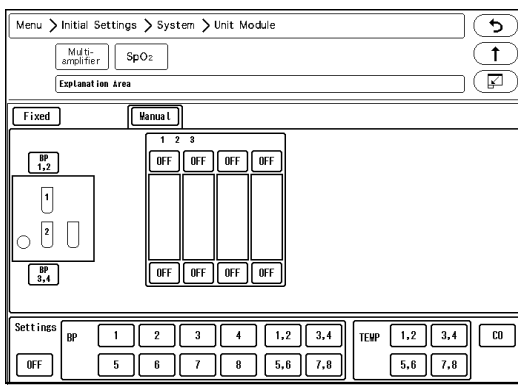 Menu > Initial Settings > System > Unit Module
Multi-
amplifier
SpO₂
Explanation Area
Fixed Manual
1 2 3
BP
1,2
OFF OFF OFF OFF
1
2
BP
3,4
OFF OFF OFF OFF
Settings
BP 1 2 3 4 1,2 3,4 TEMP 1,2 3,4 CO
OFF 5 6 7 8 5,6 7,8 5,6 7,8